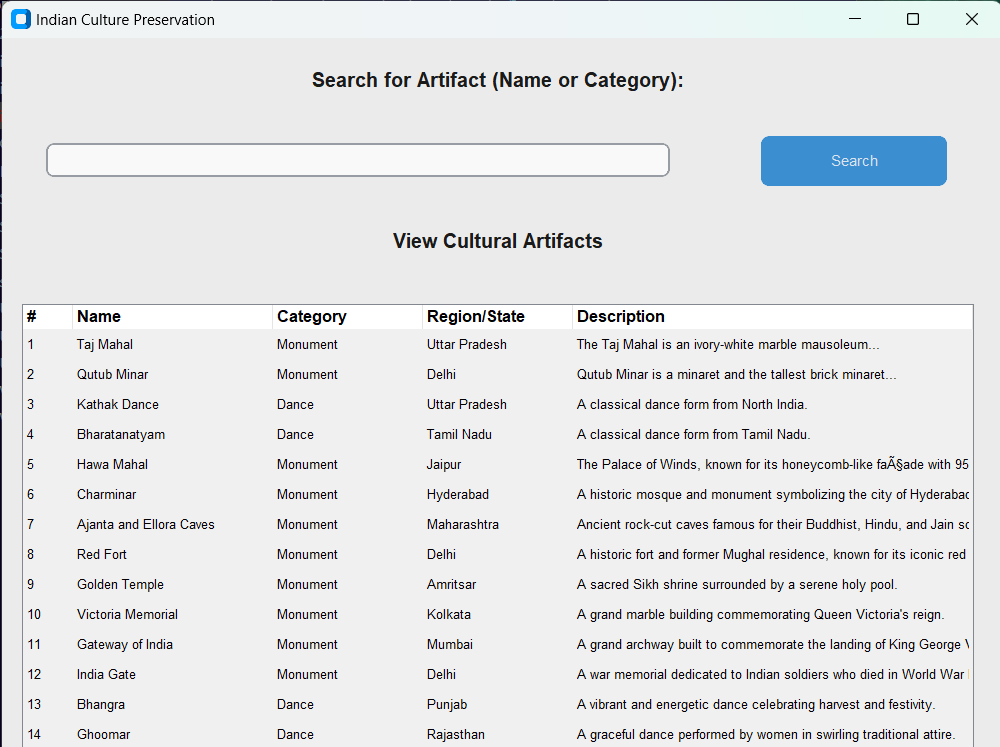 Indian Culture Preservation
Search for Artifact (Name or Category):
Search
View Cultural Artifacts
# Name Category Region/State Description
1 Taj Mahal Monument Uttar Pradesh The Taj Mahal is an ivory-white marble mausoleum...
2 Qutub Minar Monument Delhi Qutub Minar is a minaret and the tallest brick minaret...
3 Kathak Dance Dance Uttar Pradesh A classical dance form from North India.
4 Bharatanatyam Dance Tamil Nadu A classical dance form from Tamil Nadu.
5 Hawa Mahal Monument Jaipur The Palace of Winds, known for its honeycomb-like faÃ§ade with 95
6 Charminar Monument Hyderabad A historic mosque and monument symbolizing the city of Hyderabad
7 Ajanta and Ellora Caves Monument Maharashtra Ancient rock-cut caves famous for their Buddhist, Hindu, and Jain
8 Red Fort Monument Delhi A historic fort and former Mughal residence, known for its iconic red
9 Golden Temple Monument Amritsar A sacred Sikh shrine surrounded by a serene holy pool.
10 Victoria Memorial Monument Kolkata A grand marble building commemorating Queen Victoria's reign.
11 Gateway of India Monument Mumbai A grand archway built to commemorate the landing of King George
12 India Gate Monument Delhi A war memorial dedicated to Indian soldiers who died in World War
13 Bhangra Dance Punjab A vibrant and energetic dance celebrating harvest and festivity.
14 Ghoomar Dance Rajasthan A graceful dance performed by women in swirling traditional attire.